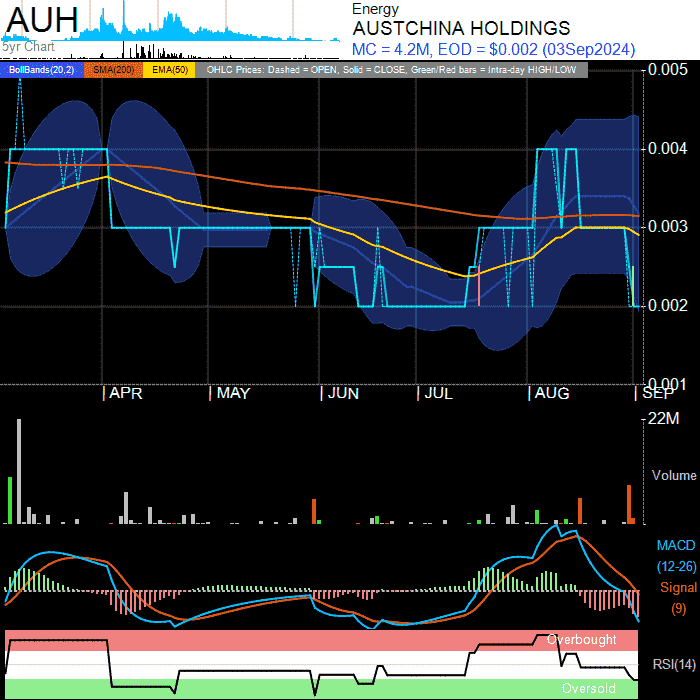 AUH
5yr Chart
Energy
AUSTCHINA HOLDINGS
MC = 4.2M, EOD = $0.002 (03Sep2024)
BollBands(20,2) SMA(200) EMA(50) OHLC Prices: Dashed = OPEN, Solid = CLOSE, Green/Red bars = Intra-day HIGH/LOW
0.005
0.004
0.003
0.002
0.001
APR MAY JUN JUL AUG SEP
22M
Volume
MACD
(12-26)
Signal
(9)
Overbought
RSI(14)
Oversold